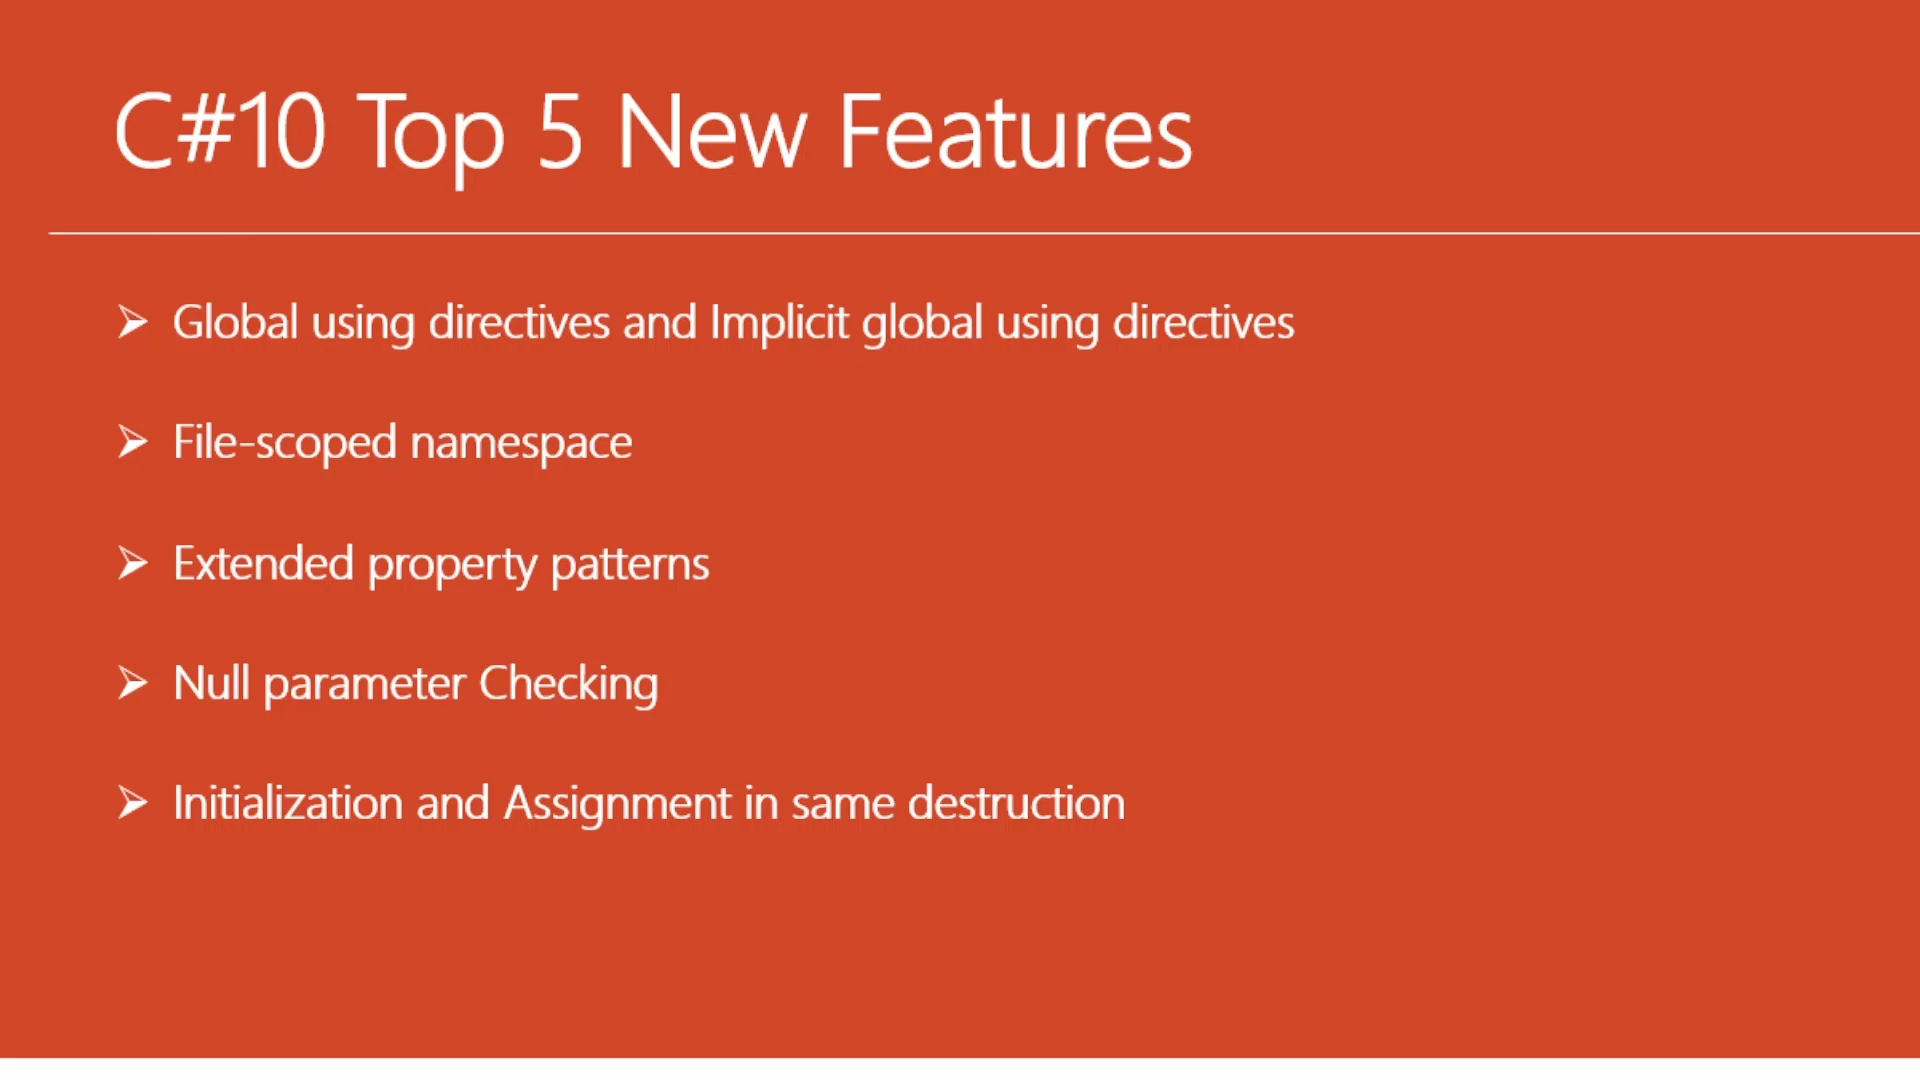 C#10 Top 5 New Features
Global using directives and Implicit global using directives
File-scoped namespace
Extended property patterns
Null parameter Checking
Initialization and Assignment in same destruction